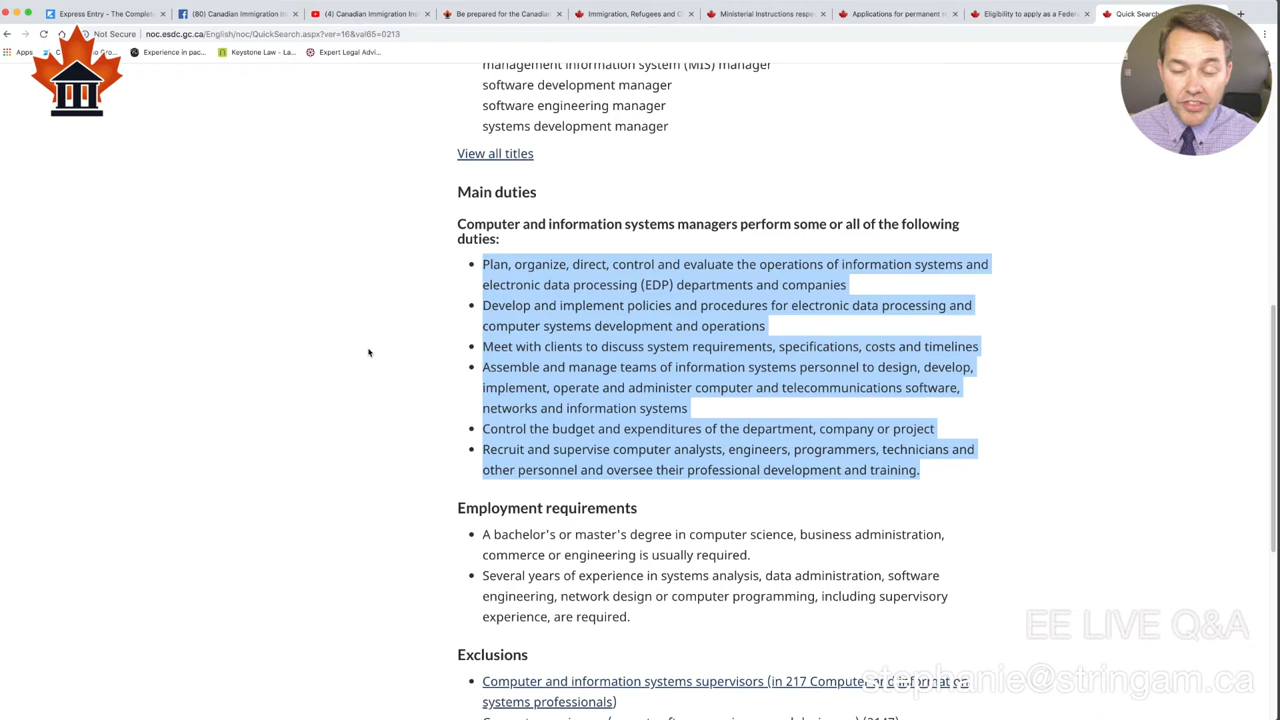 Express Entry - The Complete
(80) Canadian Immigration In
(4) Canadian Immigration Ins
Be prepared for the Canadian
Immigration, Refugees and C
Ministerial Instructions respe
Applications for permanent r
Eligibility to apply as a Feder
Quick Search
Not Secure | noc.esdc.gc.ca/English/noc/QuickSearch.aspx?ver=16&val65=0213
Apps
Experience in pac...
Keystone Law - La...
Expert Legal Advi...
management information system (MIS) manager
software development manager
software engineering manager
systems development manager
View all titles
Main duties
Computer and information systems managers perform some or all of the following
duties:
Plan, organize, direct, control and evaluate the operations of information systems and
electronic data processing (EDP) departments and companies
Develop and implement policies and procedures for electronic data processing and
computer systems development and operations
Meet with clients to discuss system requirements, specifications, costs and timelines
Assemble and manage teams of information systems personnel to design, develop,
implement, operate and administer computer and telecommunications software,
networks and information systems
Control the budget and expenditures of the department, company or project
Recruit and supervise computer analysts, engineers, programmers, technicians and
other personnel and oversee their professional development and training.
Employment requirements
A bachelor's or master's degree in computer science, business administration,
commerce or engineering is usually required.
Several years of experience in systems analysis, data administration, software
engineering, network design or computer programming, including supervisory
experience, are required.
EE LIVE Q&A
Exclusions
Computer and information systems supervisors (in 217 Computer and information
systems professionals)
stephanie@stringam.ca